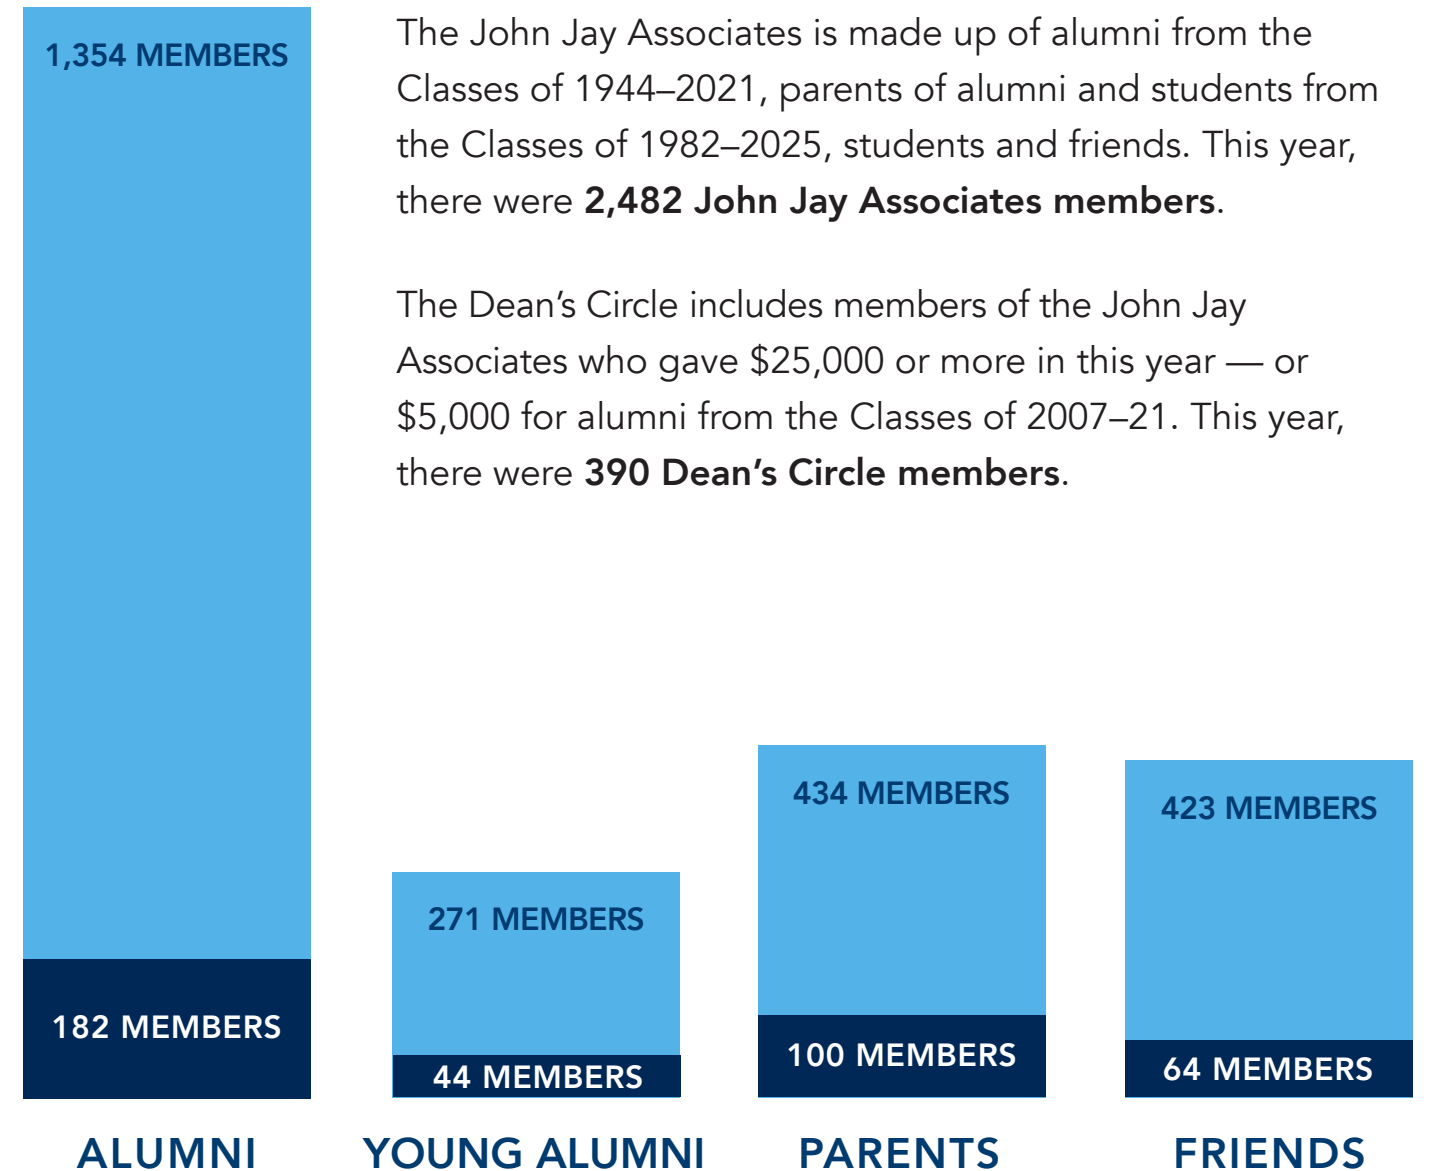 1,354 MEMBERS
The John Jay Associates is made up of alumni from the
Classes of 1944–2021, parents of alumni and students from
the Classes of 1982–2025, students and friends. This year,
there were 2,482 John Jay Associates members.
The Dean’s Circle includes members of the John Jay
Associates who gave $25,000 or more in this year — or
$5,000 for alumni from the Classes of 2007–21. This year,
there were 390 Dean’s Circle members.
434 MEMBERS
423 MEMBERS
271 MEMBERS
182 MEMBERS
44 MEMBERS
100 MEMBERS
64 MEMBERS
ALUMNI
YOUNG ALUMNI
PARENTS
FRIENDS